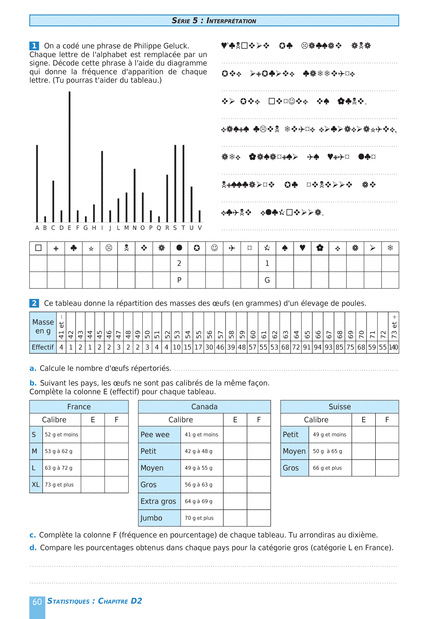 SÉRIE 5 : INTERPRÉTATION
1 On a codé une phrase de Philippe Geluck.
Chaque lettre de l'alphabet est remplacée par un
signe. Décode cette phrase à l'aide du diagramme
qui donne la fréquence d'apparition de chaque
lettre. (Tu pourras t'aider du tableau.)
A B C D E F G H I J L M N O P Q R S T U V
2 1
P G
2 Ce tableau donne la répartition des masses des œufs (en grammes) d'un élevage de poules.
Masse en g 41 et - 42 43 44 45 46 47 48 49 50 51 52 53 54 55 56 57 58 59 60 61 62 63 64 65 66 67 68 69 70 71 72 73 et +
Effectif 4 1 2 1 2 2 3 2 2 3 4 4 10 15 17 30 46 39 48 57 55 53 68 72 91 94 93 85 75 68 59 55 140
a. Calcule le nombre d'œufs répertoriés.
b. Suivant les pays, les œufs ne sont pas calibrés de la même façon.
Complète la colonne E (effectif) pour chaque tableau.
France
Calibre E F
S 52 g et moins
M 53 g à 62 g
L 63 g à 72 g
XL 73 g et plus
Canada
Calibre E F
Pee wee 41 g et moins
Petit 42 g à 48 g
Moyen 49 g à 55 g
Gros 56 g à 63 g
Extra gros 64 g à 69 g
Jumbo 70 g et plus
Suisse
Calibre E F
Petit 49 g et moins
Moyen 50 g à 65 g
Gros 66 g et plus
c. Complète la colonne F (fréquence en pourcentage) de chaque tableau. Tu arrondiras au dixième.
d. Compare les pourcentages obtenus dans chaque pays pour la catégorie gros (catégorie L en France).
60 STATISTIQUES : CHAPITRE D2